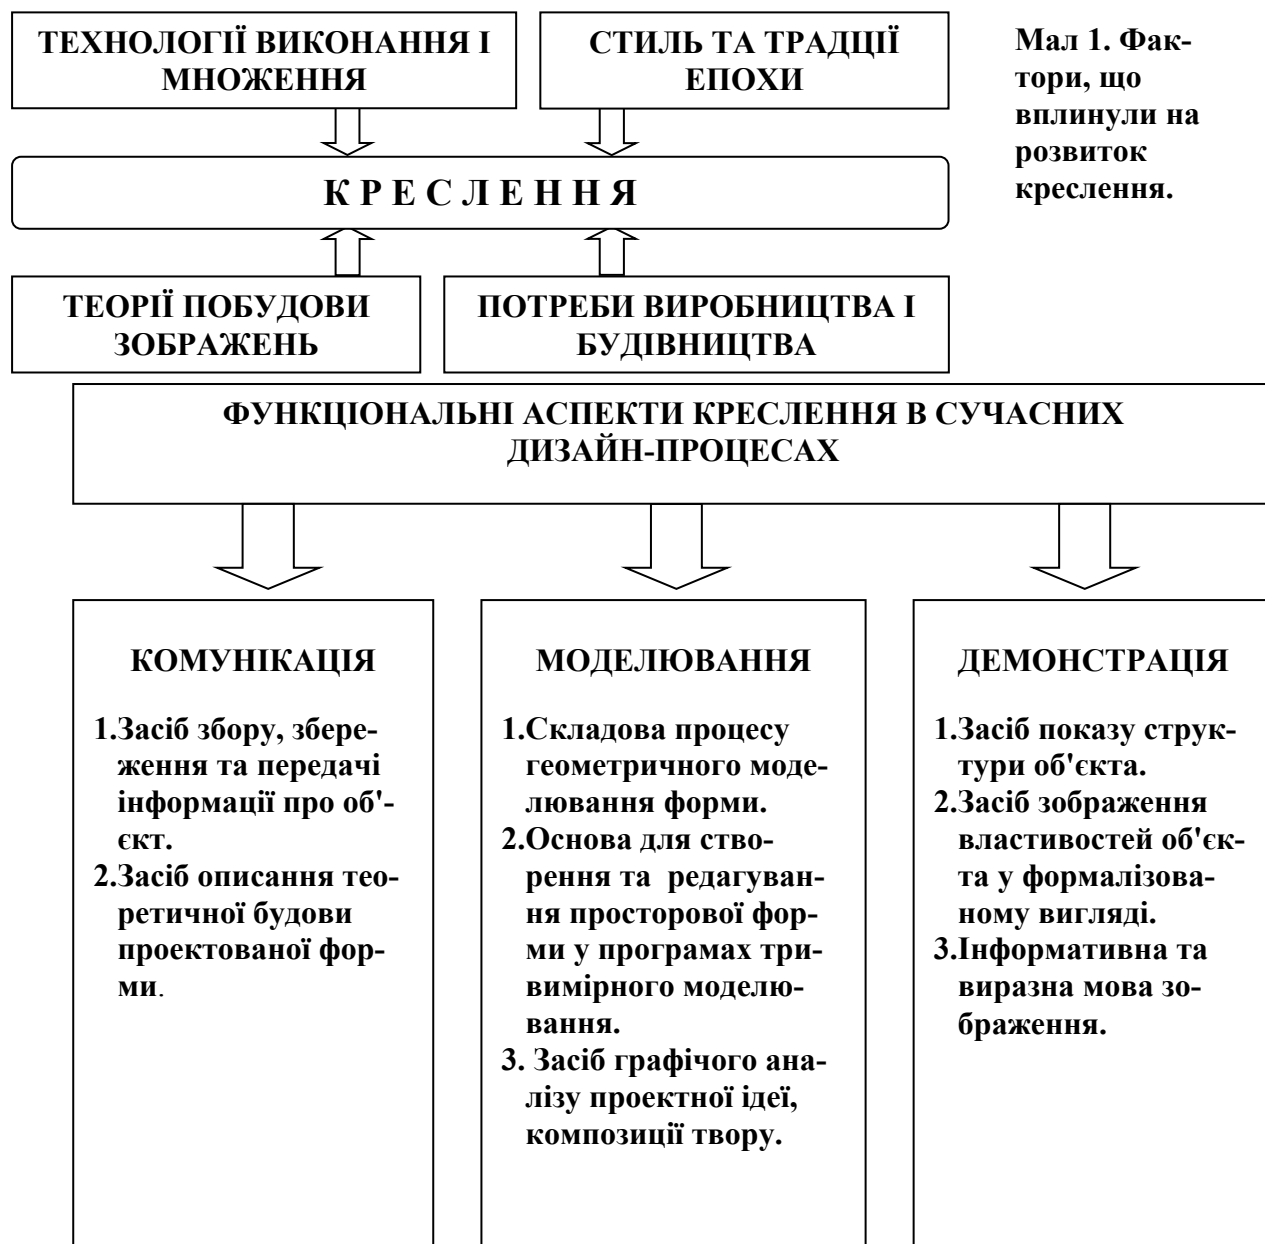 ТЕХНОЛОГІЇ ВИКОНАННЯ І
МНОЖЕННЯ
СТИЛЬ ТА ТРАДЦІЇ
ЕПОХИ
Мал 1. Фак-
тори, що
вплинули на
розвиток
креслення.
К Р Е С Л Е Н Н Я
ТЕОРІЇ ПОБУДОВИ
ЗОБРАЖЕНЬ
ПОТРЕБИ ВИРОБНИЦТВА І
БУДІВНИЦТВА
ФУНКЦІОНАЛЬНІ АСПЕКТИ КРЕСЛЕННЯ В СУЧАСНИХ
ДИЗАЙН-ПРОЦЕСАХ
КОМУНІКАЦІЯ
1.Засіб збору, збере-
ження та передачі
інформації про об'-
єкт.
2.Засіб описання тео-
ретичної будови
проектованої фор-
ми.
МОДЕЛЮВАННЯ
1.Складова процесу
геометричного моде-
лювання форми.
2.Основа для ство-
рення та  редагуван-
ня просторової фор-
ми у програмах три-
вимірного моделю-
вання.
3. Засіб графічого ана-
лізу проектної ідеї,
композиції твору.
ДЕМОНСТРАЦІЯ
1.Засіб показу струк-
тури об'єкта.
2.Засіб зображення
властивостей об'єк-
та у формалізова-
ному вигляді.
3.Інформативна та
виразна мова зо-
браження.